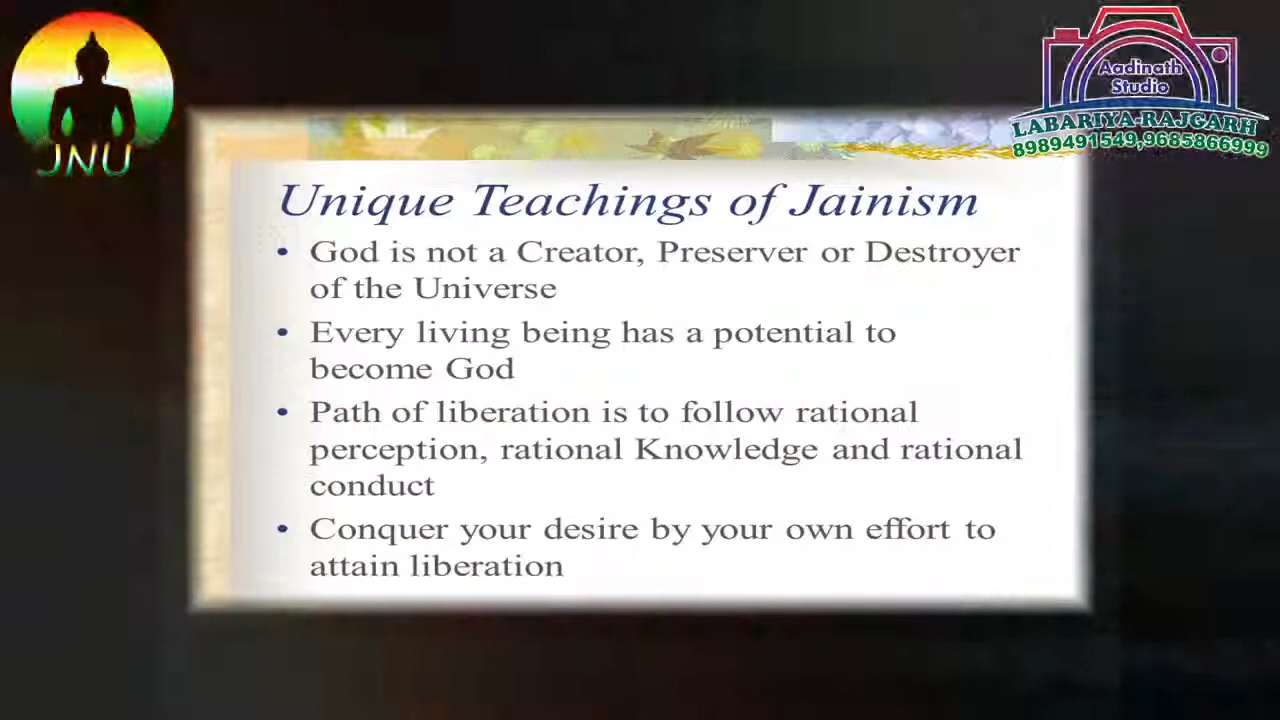 JNU
Aadinath
Studio
LABARIYA RAJGARH
8989491549,9685866999
Unique Teachings of Jainism
• God is not a Creator, Preserver or Destroyer
of the Universe
• Every living being has a potential to
become God
• Path of liberation is to follow rational
perception, rational Knowledge and rational
conduct
• Conquer your desire by your own effort to
attain liberation